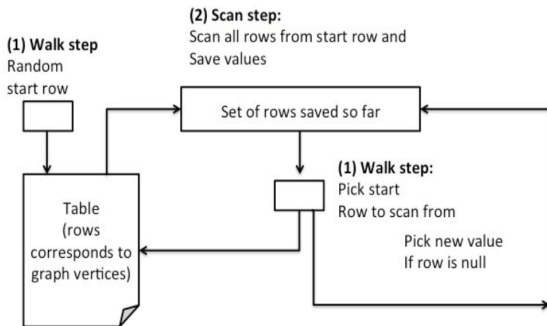 (2) Scan step:
Scan all rows from start row and
Save values
(1) Walk step
Random
start row
Set of rows saved so far
(1) Walk step:
Pick start
Row to scan from
Table
(rows
corresponds to
graph vertices)
Pick new value
If row is null